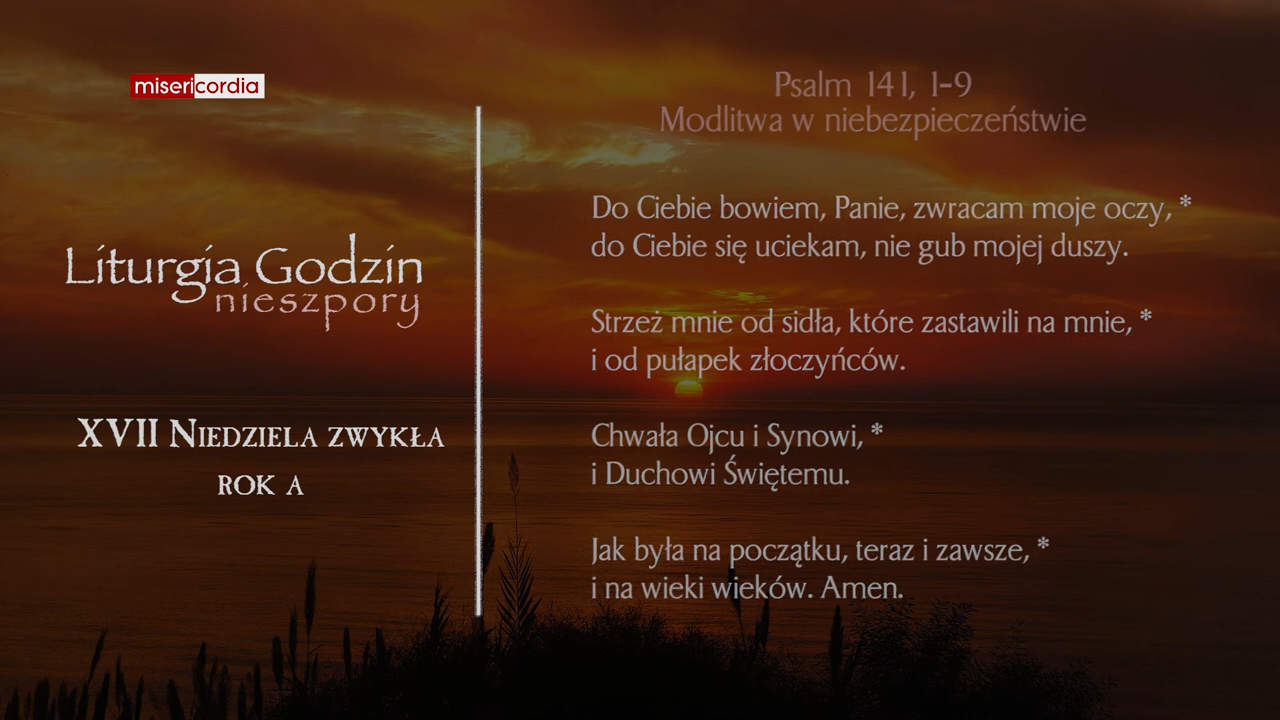 misericordia
Liturgia Godzin
nieszpory
XVII Niedziela zwykła
rok a
Psalm 141, 1-9
Modlitwa w niebezpieczeństwie
Do Ciebie bowiem, Panie, zwracam moje oczy, *
do Ciebie się uciekam, nie gub mojej duszy.
Strzeż mnie od sidła, które zastawili na mnie, *
i od pułapek złoczyńców.
Chwała Ojcu i Synowi, *
i Duchowi Świętemu.
Jak była na początku, teraz i zawsze, *
i na wieki wieków. Amen.